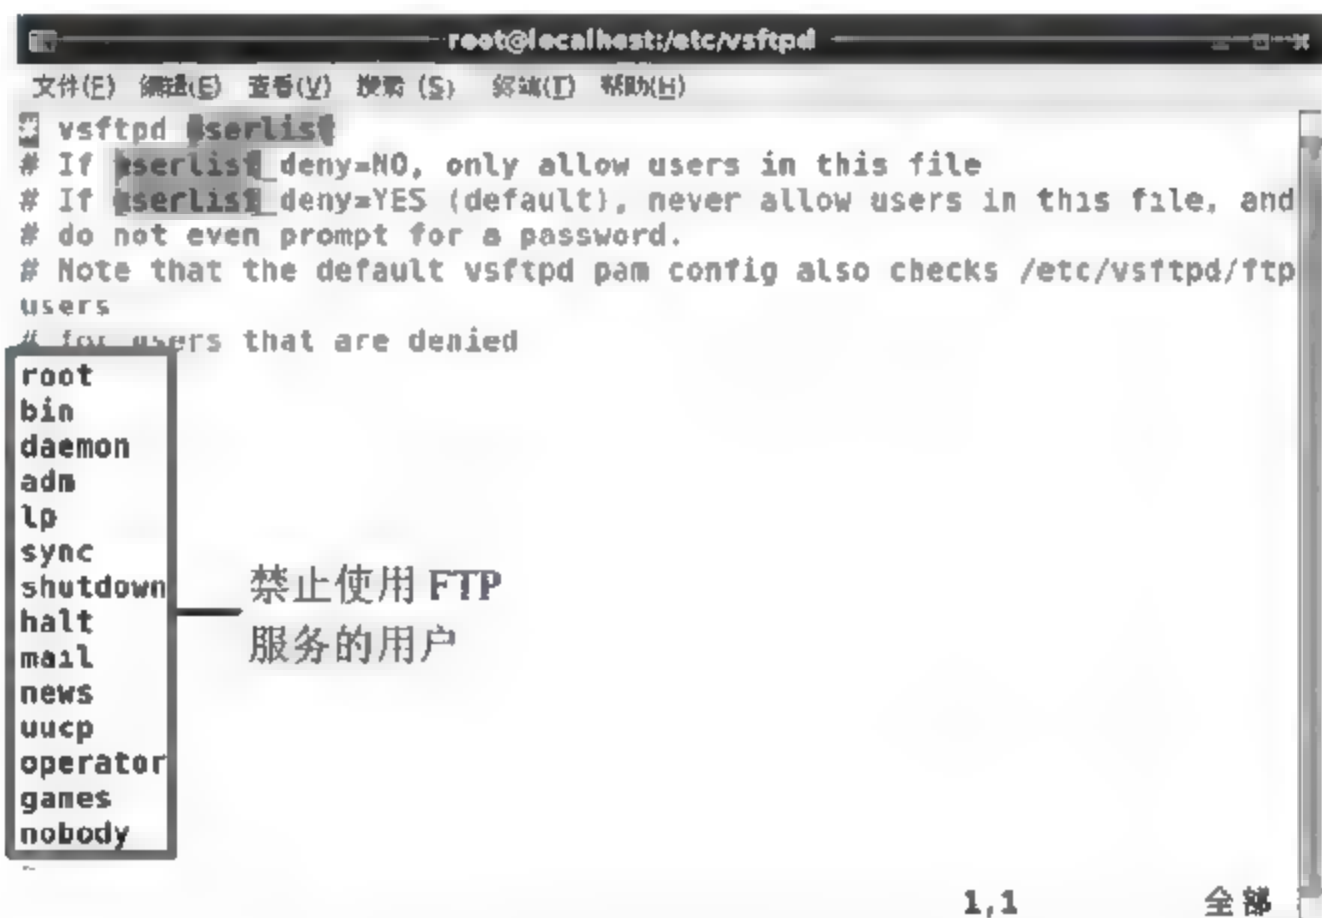 root@localhost:/etc/vsftpd
文件(F) 编辑(E) 查看(V) 搜索 (S) 终端(T) 帮助(H)
# vsftpd userlist
# If userlist_deny=NO, only allow users in this file
# If userlist_deny=YES (default), never allow users in this file, and
# do not even prompt for a password.
# Note that the default vsftpd pam config also checks /etc/vsftpd/ftp
users
# for users that are denied
root
bin
daemon
adm
lp
sync
shutdown
halt
mail
news
uucp
operator
games
nobody
禁止使用 FTP
服务的用户
~
1,1 全部